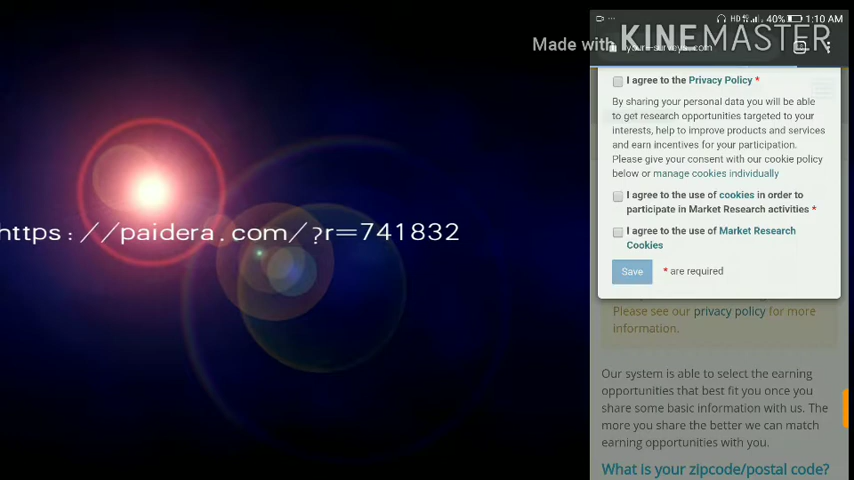 https://paidera.com/?r=741832
Made with KINEMASTER
HD 40% 1:10 AM
I agree to the Privacy Policy *
By sharing your personal data you will be able
to get research opportunities targeted to your
interests, help to improve products and services
and earn incentives for your participation.
Please give your consent with our cookie policy
below or manage cookies individually
I agree to the use of cookies in order to
participate in Market Research activities *
I agree to the use of Market Research
Cookies
Save * are required
Please see our privacy policy for more
information.
Our system is able to select the earning
opportunities that best fit you once you
share some basic information with us. The
more you share the better we can match
earning opportunities with you.
What is your zipcode/postal code?